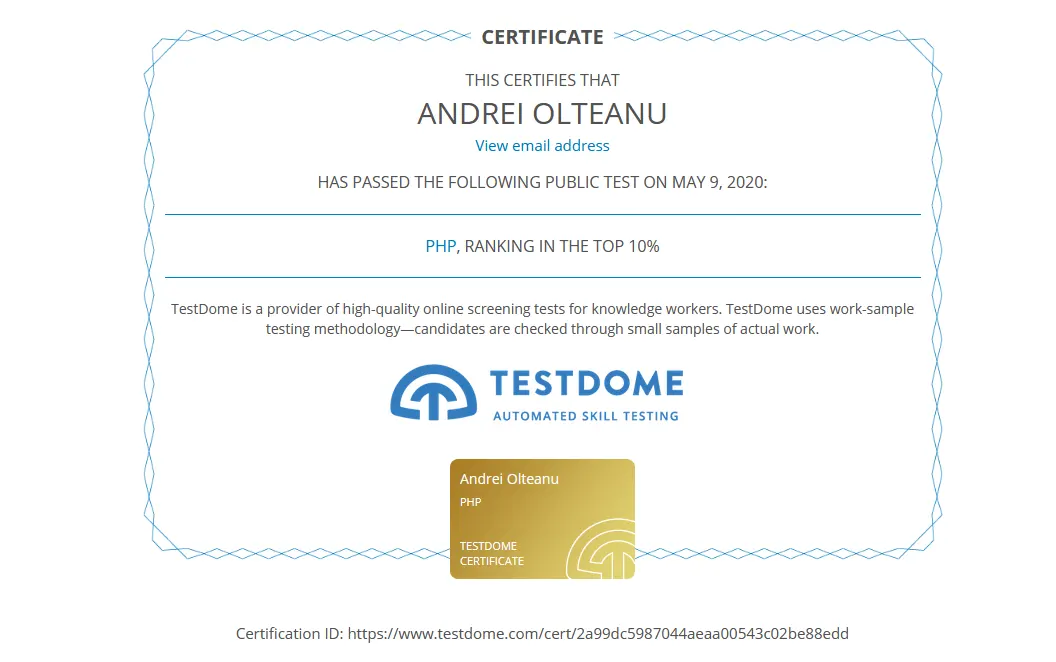 CERTIFICATE
THIS CERTIFIES THAT
ANDREI OLTEANU
View email address
HAS PASSED THE FOLLOWING PUBLIC TEST ON MAY 9, 2020:
PHP, RANKING IN THE TOP 10%
TestDome is a provider of high-quality online screening tests for knowledge workers. TestDome uses work-sample
testing methodology—candidates are checked through small samples of actual work.
TESTDOME
AUTOMATED SKILL TESTING
Andrei Olteanu
PHP
TESTDOME
CERTIFICATE
Certification ID: https://www.testdome.com/cert/2a99dc5987044aeaa00543c02be88edd